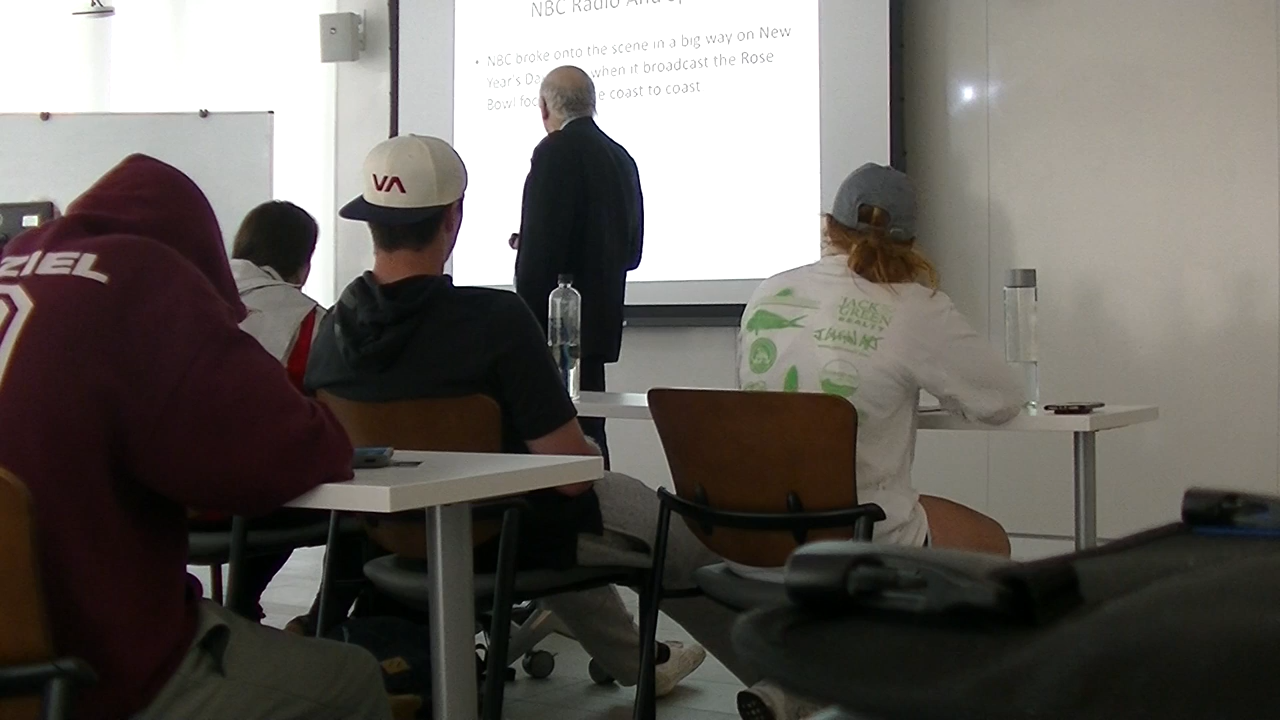 NBC Radio And
• NBC broke onto the scene in a big way on New
Year's when it broadcast the Rose
Bowl coast to coast
VA
ZIEL
JACK
GREEN
REALTY